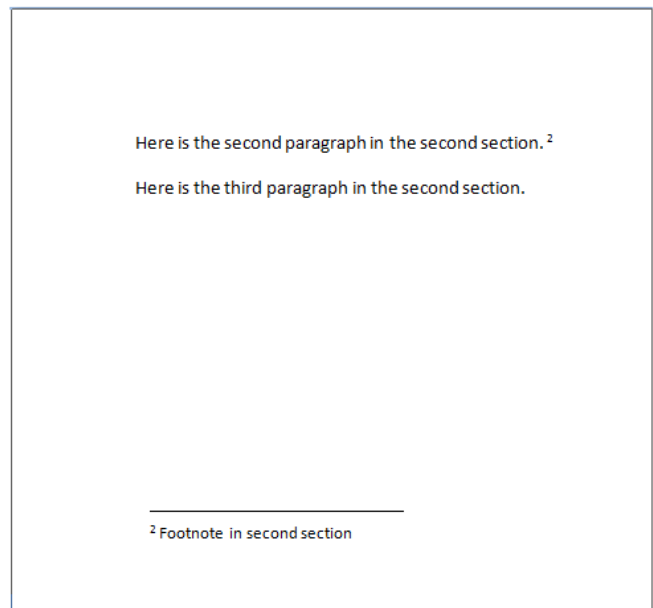 Here is the second paragraph in the second section. ²
Here is the third paragraph in the second section.
² Footnote in second section